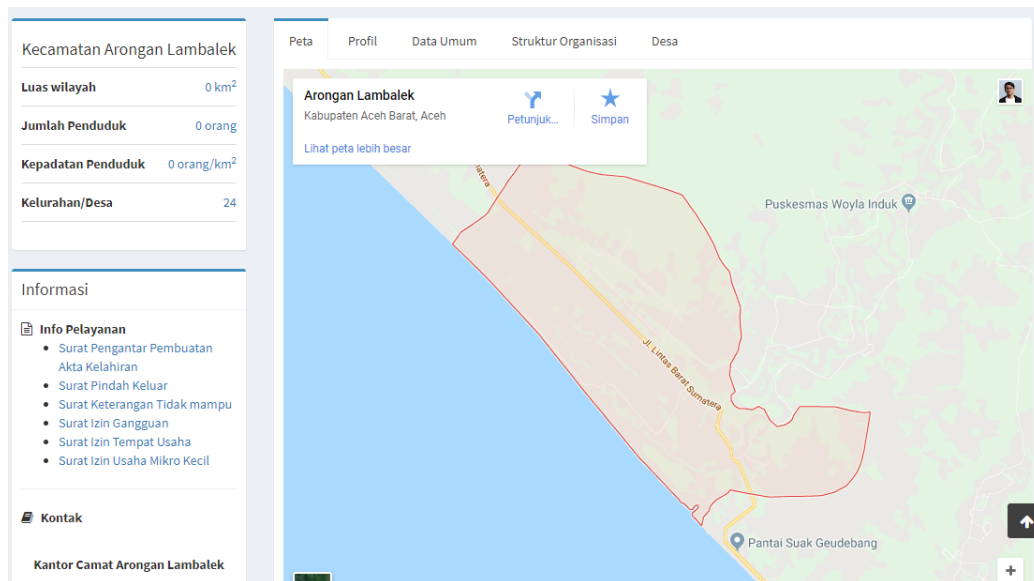 Kecamatan Arongan Lambalek
Luas wilayah 0 km²
Jumlah Penduduk 0 orang
Kepadatan Penduduk 0 orang/km²
Kelurahan/Desa 24
Informasi
Info Pelayanan
Surat Pengantar Pembuatan
Akta Kelahiran
Surat Pindah Keluar
Surat Keterangan Tidak mampu
Surat Izin Gangguan
Surat Izin Tempat Usaha
Surat Izin Usaha Mikro Kecil
Kontak
Kantor Camat Arongan Lambalek
Peta Profil Data Umum Struktur Organisasi Desa
Arongan Lambalek
Kabupaten Aceh Barat, Aceh
Petunjuk... Simpan
Lihat peta lebih besar
matera
Puskesmas Woyla Induk
Jl. Lintas Barat Sumatera
Pantai Suak Geudebang
+